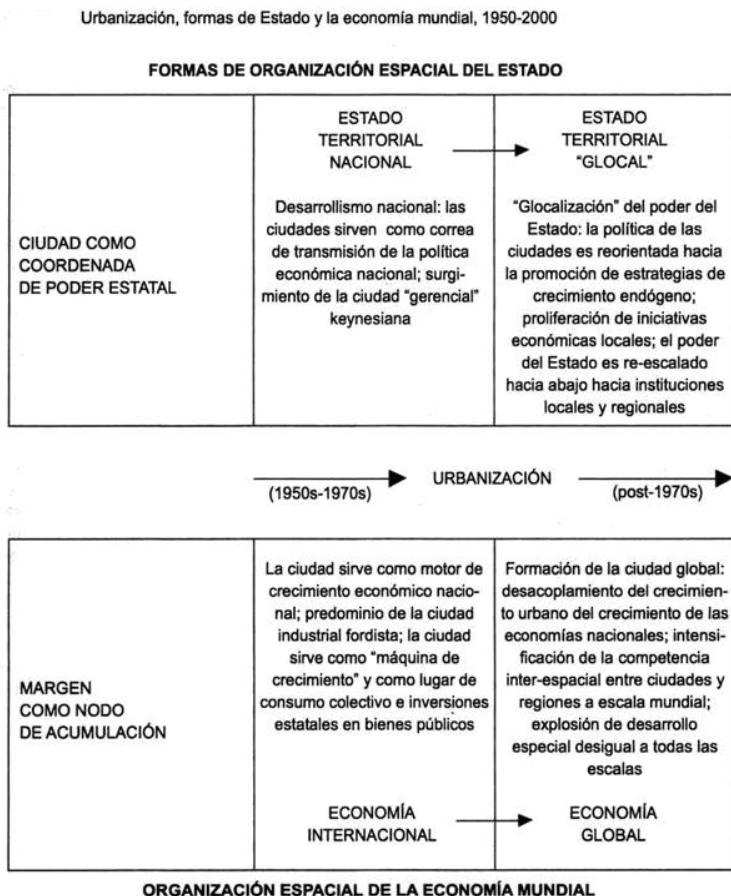 Urbanización, formas de Estado y la economía mundial, 1950-2000
FORMAS DE ORGANIZACIÓN ESPACIAL DEL ESTADO
CIUDAD COMO
COORDENADA
DE PODER ESTATAL
ESTADO
TERRITORIAL
NACIONAL
Desarrollismo nacional: las
ciudades sirven como correa
de transmisión de la política
económica nacional; surgi-
miento de la ciudad “gerencial”
keynesiana
ESTADO
TERRITORIAL
“GLOCAL”
“Glocalización” del poder del
Estado: la política de las
ciudades es reorientada hacia
la promoción de estrategias de
crecimiento endógeno;
proliferación de iniciativas
económicas locales; el poder
del Estado es re-escalado
hacia abajo hacia instituciones
locales y regionales
(1950s-1970s)
URBANIZACIÓN
(post-1970s)
MARGEN
COMO NODO
DE ACUMULACIÓN
La ciudad sirve como motor de
crecimiento económico nacio-
nal; predominio de la ciudad
industrial fordista; la ciudad
sirve como “máquina de
crecimiento” y como lugar de
consumo colectivo e inversiones
estatales en bienes públicos
ECONOMÍA
INTERNACIONAL
Formación de la ciudad global:
desacoplamiento del crecimien-
to urbano del crecimiento de las
economías nacionales; intensi-
ficación de la competencia
inter-espacial entre ciudades y
regiones a escala mundial;
explosión de desarrollo
especial desigual a todas las
escalas
ECONOMÍA
GLOBAL
ORGANIZACIÓN ESPACIAL DE LA ECONOMÍA MUNDIAL